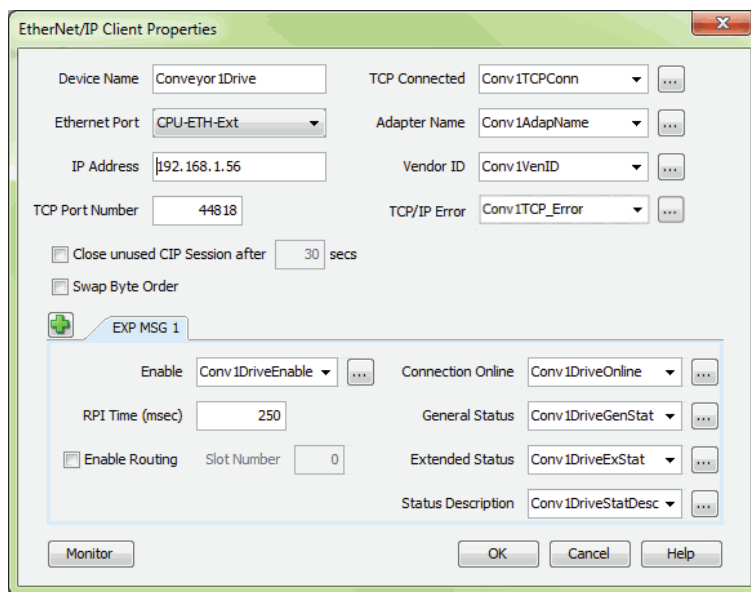 EtherNet/IP Client Properties
Device Name Conveyor1Drive TCP Connected Conv1TCPConn ...
Ethernet Port CPU-ETH-Ext Adapter Name Conv1AdapName ...
IP Address 192.168.1.56 Vendor ID Conv1VenID ...
TCP Port Number 44818 TCP/IP Error Conv1TCP_Error ...
Close unused CIP Session after 30 secs
Swap Byte Order
EXP MSG 1
Enable Conv1DriveEnable ... Connection Online Conv1DriveOnline ...
RPI Time (msec) 250 General Status Conv1DriveGenStat ...
Enable Routing Slot Number 0 Extended Status Conv1DriveExStat ...
Status Description Conv1DriveStatDesc ...
Monitor OK Cancel Help